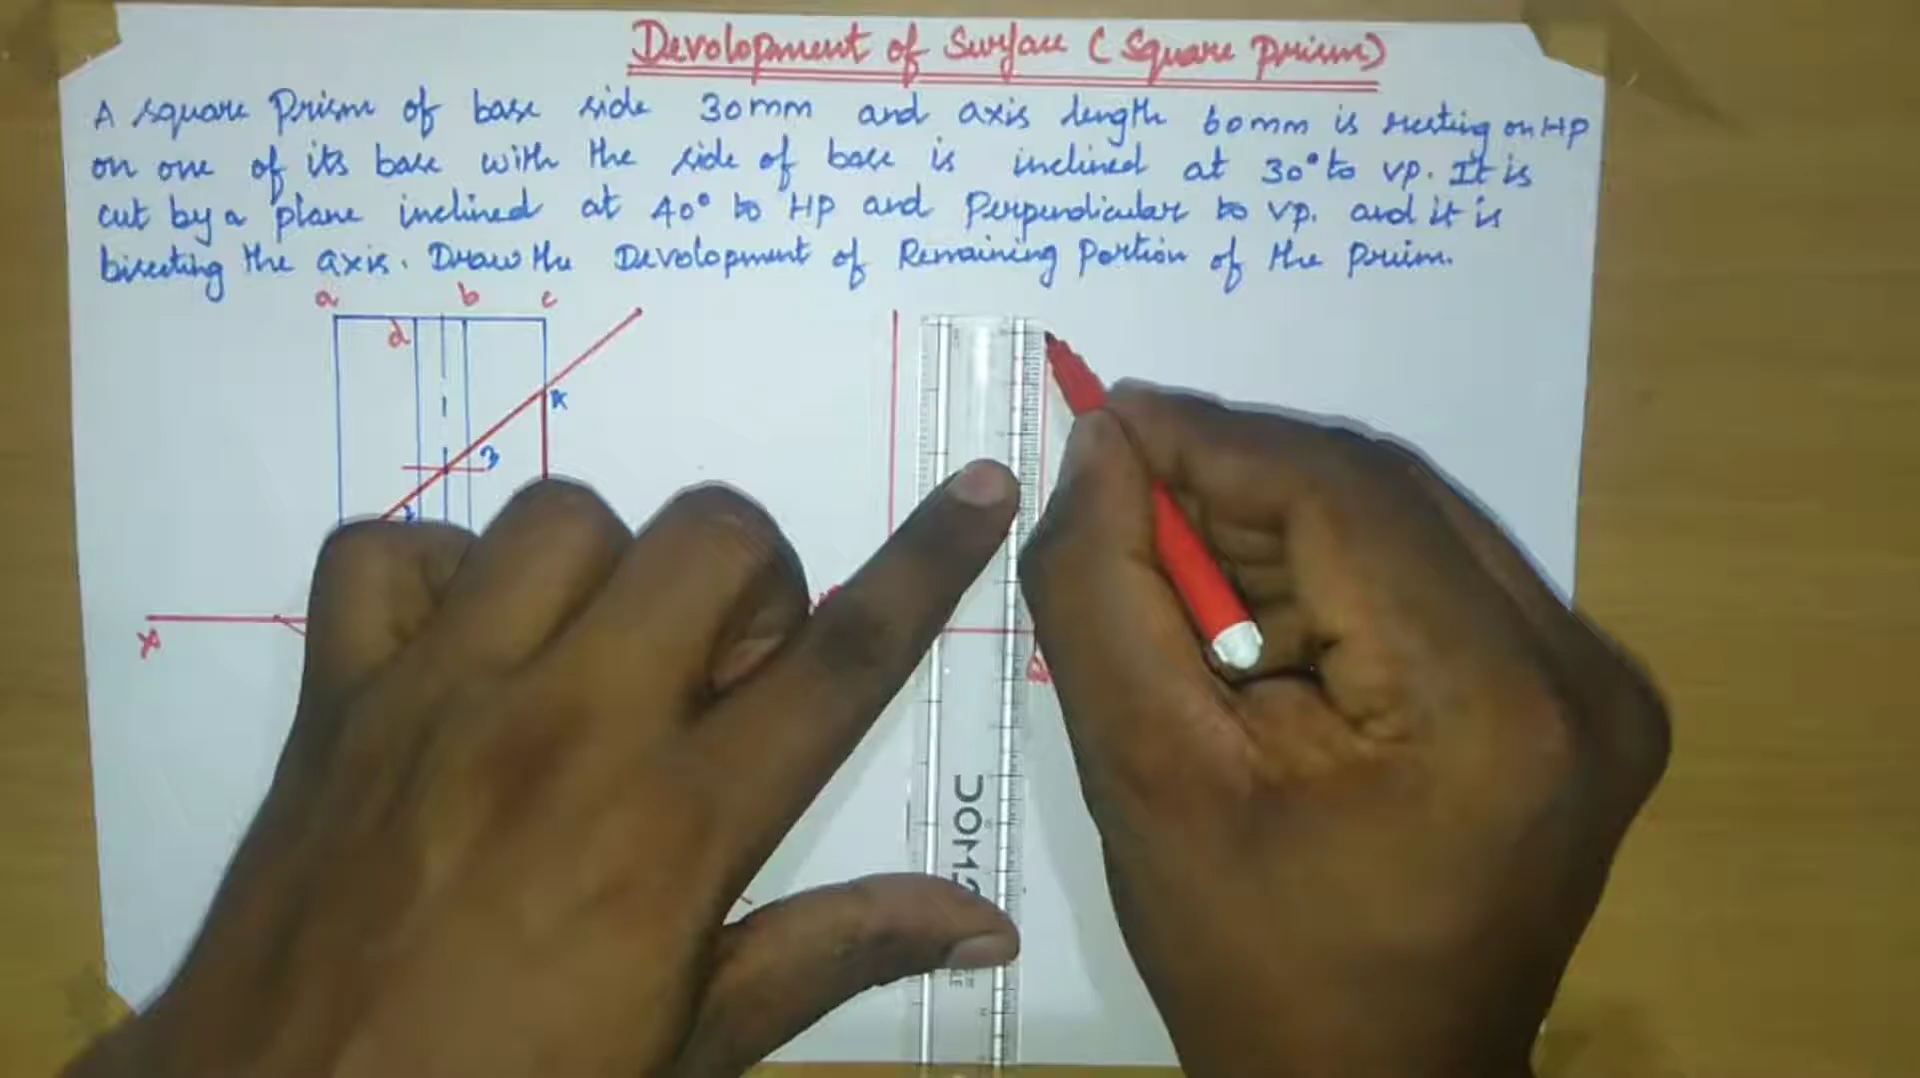 Devolopment of Surface (Square Prism)
A square Prism of base side 30mm and axis length 60mm is resting on HP
on one of its base with the side of base is inclined at 30° to VP. It is
cut by a plane inclined at 40° to HP and Perpendicular to VP. and it is
bisecting the axis. Draw the Devolopment of Remaining Portion of the Prism.
a b c
d
3
X
DOMS